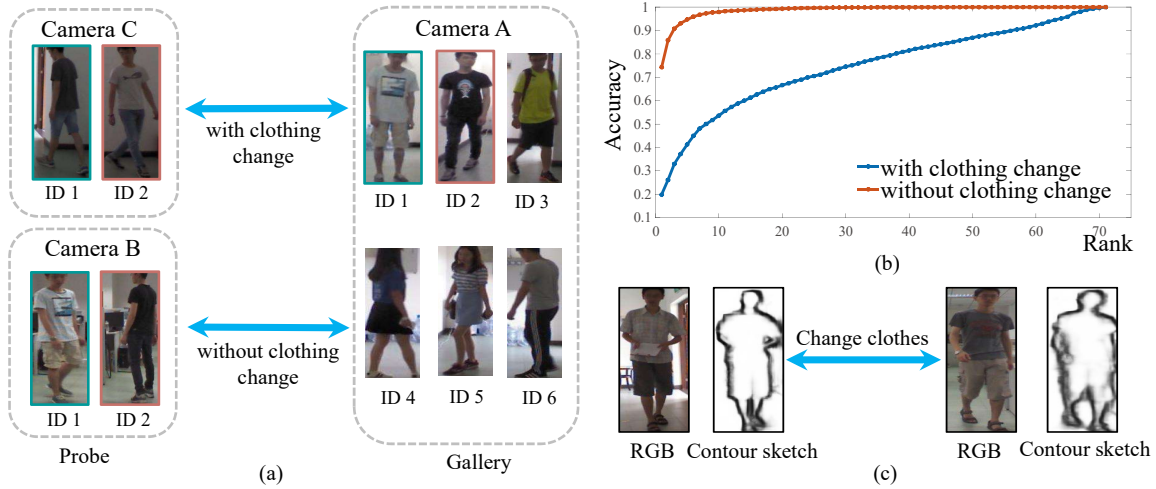 Camera C
ID 1
ID 2
with clothing
change
Camera A
ID 1
ID 2
ID 3
Camera B
ID 1
ID 2
without clothing
change
ID 4
ID 5
ID 6
Probe
(a)
Gallery
Accuracy
1
0.9
0.8
0.7
0.6
0.5
0.4
0.3
0.2
0.1
with clothing change
without clothing change
0
10
20
30
40
50
60
70
Rank
(b)
Change clothes
RGB
Contour sketch
RGB
Contour sketch
(c)